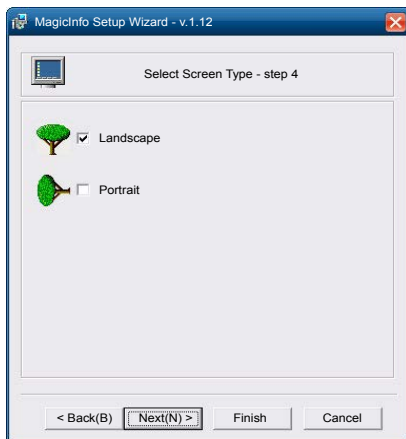 MagicInfo Setup Wizard - v.1.12
Select Screen Type - step 4
Landscape
Portrait
< Back(B) Next(N) > Finish Cancel